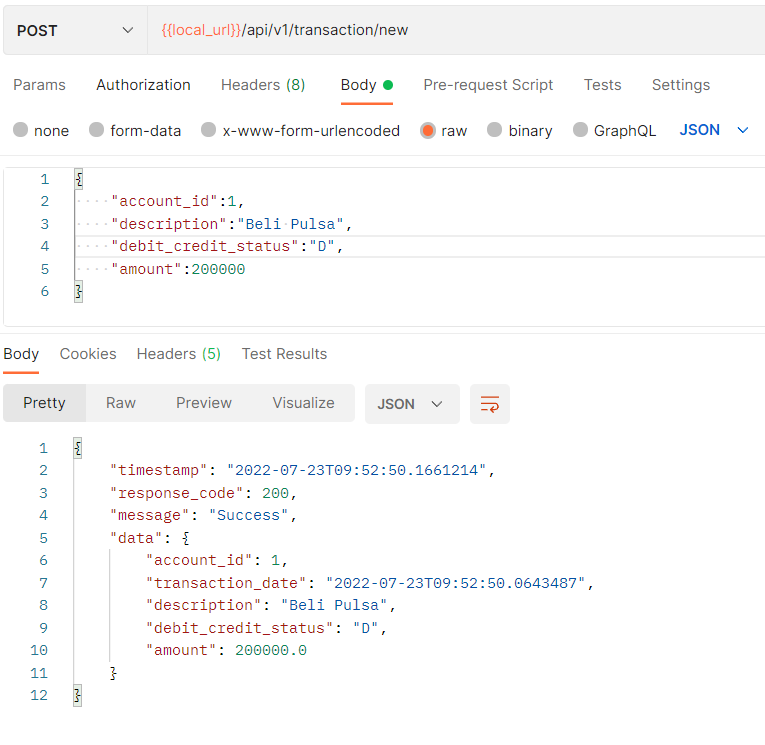 POST {{local_url}}/api/v1/transaction/new
Params Authorization Headers (8) Body Pre-request Script Tests Settings
none form-data x-www-form-urlencoded raw binary GraphQL JSON
1 {
2 ····"account_id":1,
3 ····"description":"Beli·Pulsa",
4 ····"debit_credit_status":"D",
5 ····"amount":200000
6 }
Body Cookies Headers (5) Test Results
Pretty Raw Preview Visualize JSON
1 {
2 "timestamp": "2022-07-23T09:52:50.1661214",
3 "response_code": 200,
4 "message": "Success",
5 "data": {
6 "account_id": 1,
7 "transaction_date": "2022-07-23T09:52:50.0643487",
8 "description": "Beli Pulsa",
9 "debit_credit_status": "D",
10 "amount": 200000.0
11 }
12 }